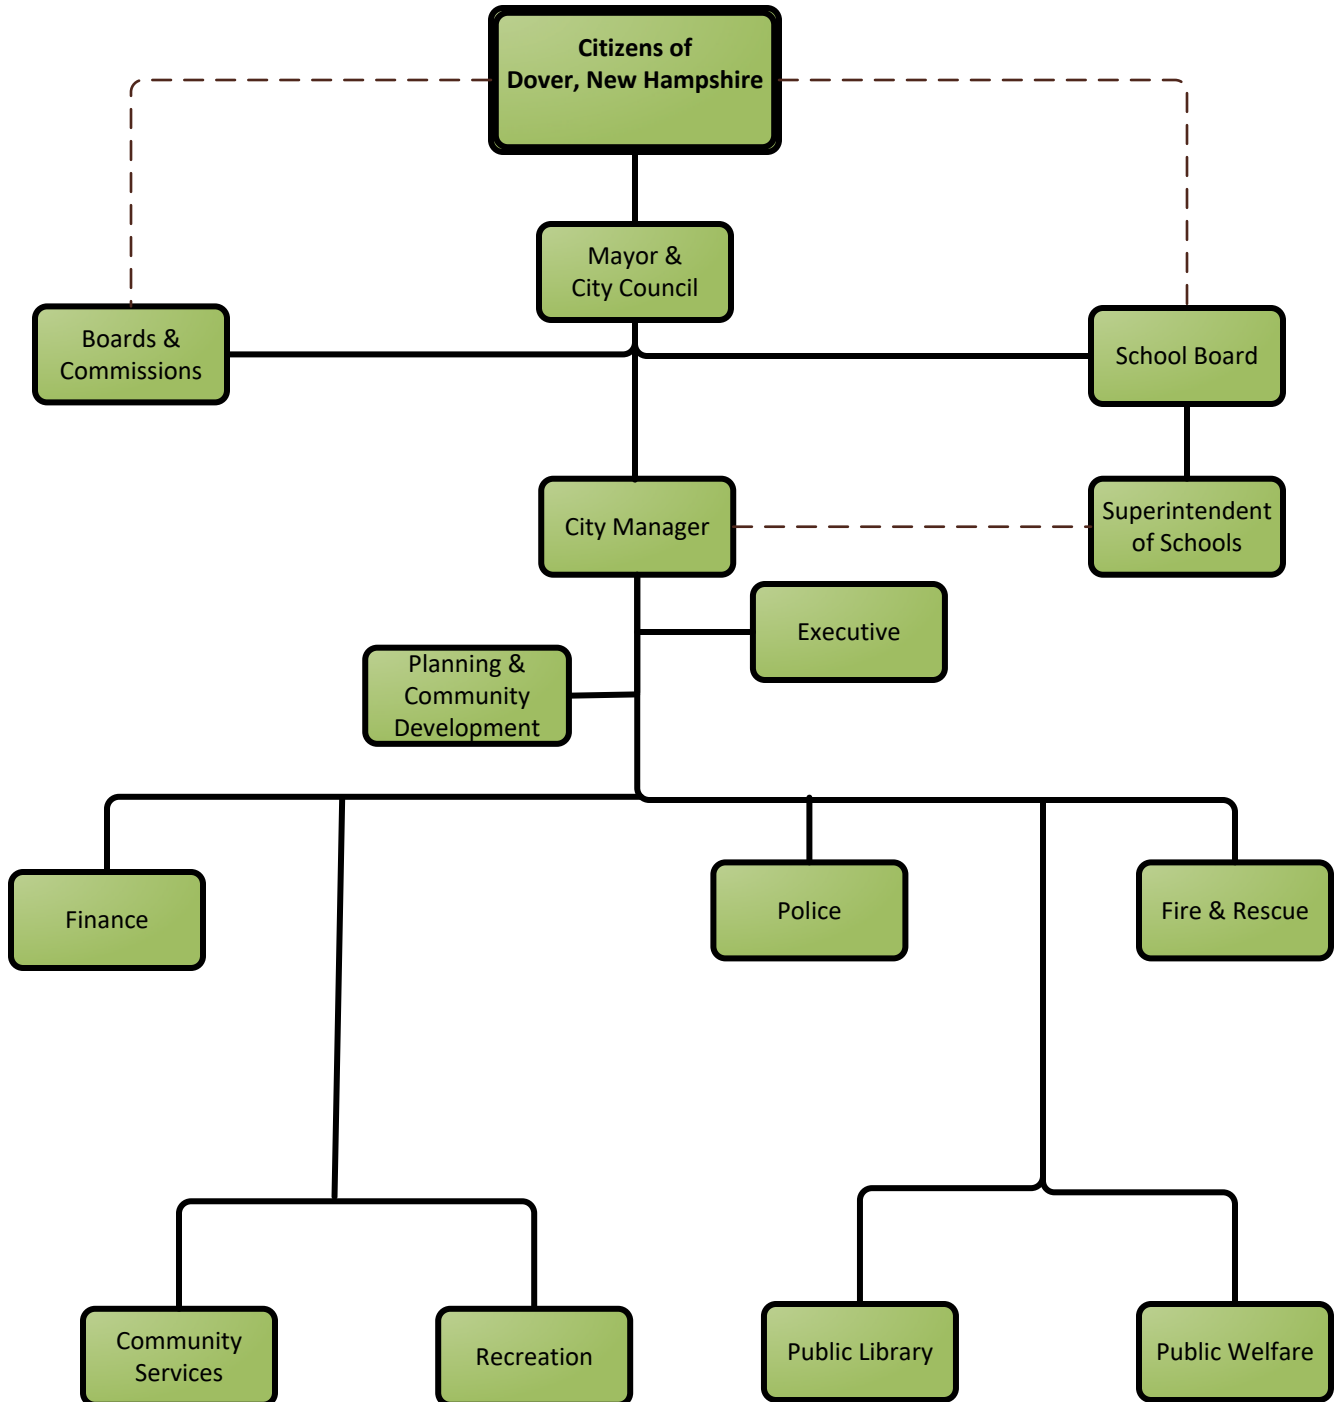 Citizens of
Dover, New Hampshire
Mayor &
City Council
Boards &
Commissions
School Board
City Manager
Superintendent
of Schools
Executive
Planning &
Community
Development
Finance
Police
Fire & Rescue
Community
Services
Recreation
Public Library
Public Welfare